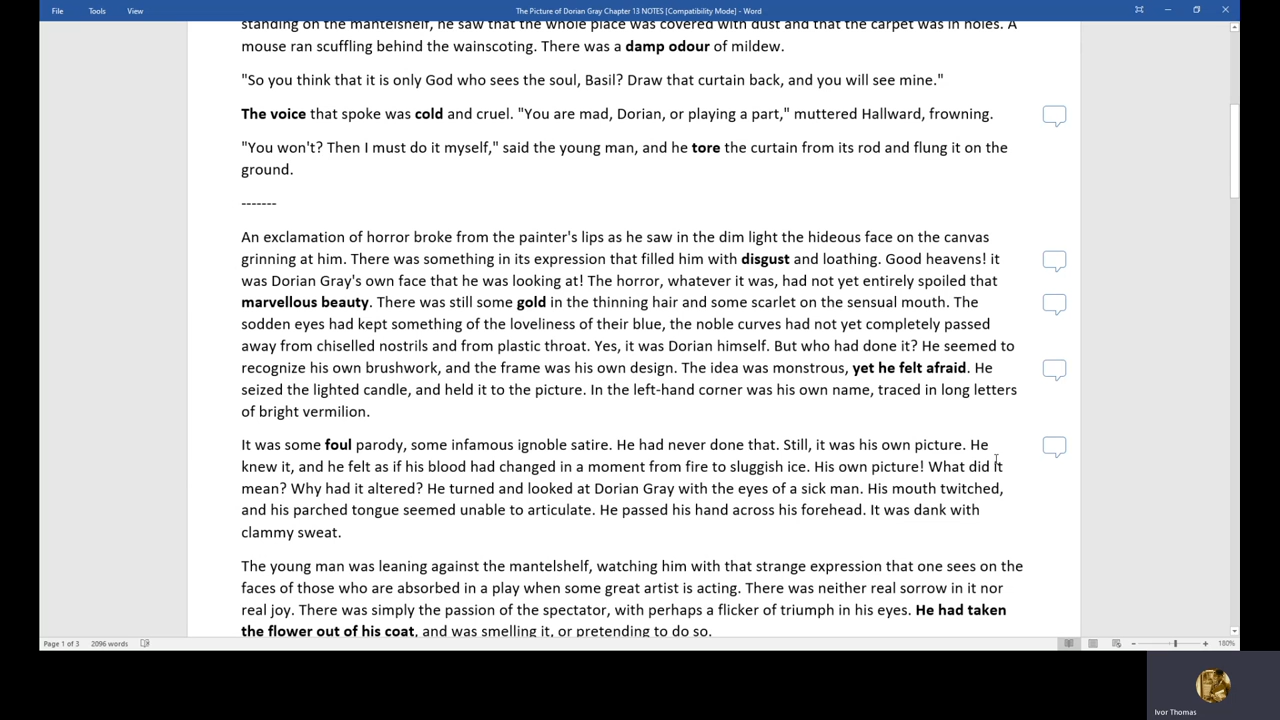 File Tools View The Picture of Dorian Gray Chapter 13 NOTES [Compatibility Mode] - Word
standing on the mantelshelf, he saw that the whole place was covered with dust and that the carpet was in holes. A
mouse ran scuffling behind the wainscoting. There was a damp odour of mildew.
"So you think that it is only God who sees the soul, Basil? Draw that curtain back, and you will see mine."
The voice that spoke was cold and cruel. "You are mad, Dorian, or playing a part," muttered Hallward, frowning.
"You won't? Then I must do it myself," said the young man, and he tore the curtain from its rod and flung it on the
ground.
-------
An exclamation of horror broke from the painter's lips as he saw in the dim light the hideous face on the canvas
grinning at him. There was something in its expression that filled him with disgust and loathing. Good heavens! it
was Dorian Gray's own face that he was looking at! The horror, whatever it was, had not yet entirely spoiled that
marvellous beauty. There was still some gold in the thinning hair and some scarlet on the sensual mouth. The
sodden eyes had kept something of the loveliness of their blue, the noble curves had not yet completely passed
away from chiselled nostrils and from plastic throat. Yes, it was Dorian himself. But who had done it? He seemed to
recognize his own brushwork, and the frame was his own design. The idea was monstrous, yet he felt afraid. He
seized the lighted candle, and held it to the picture. In the left-hand corner was his own name, traced in long letters
of bright vermilion.
It was some foul parody, some infamous ignoble satire. He had never done that. Still, it was his own picture. He
knew it, and he felt as if his blood had changed in a moment from fire to sluggish ice. His own picture! What did it
mean? Why had it altered? He turned and looked at Dorian Gray with the eyes of a sick man. His mouth twitched,
and his parched tongue seemed unable to articulate. He passed his hand across his forehead. It was dank with
clammy sweat.
The young man was leaning against the mantelshelf, watching him with that strange expression that one sees on the
faces of those who are absorbed in a play when some great artist is acting. There was neither real sorrow in it nor
real joy. There was simply the passion of the spectator, with perhaps a flicker of triumph in his eyes. He had taken
the flower out of his coat, and was smelling it, or pretending to do so.
Page 1 of 3 2096 words 180%
Ivor Thomas